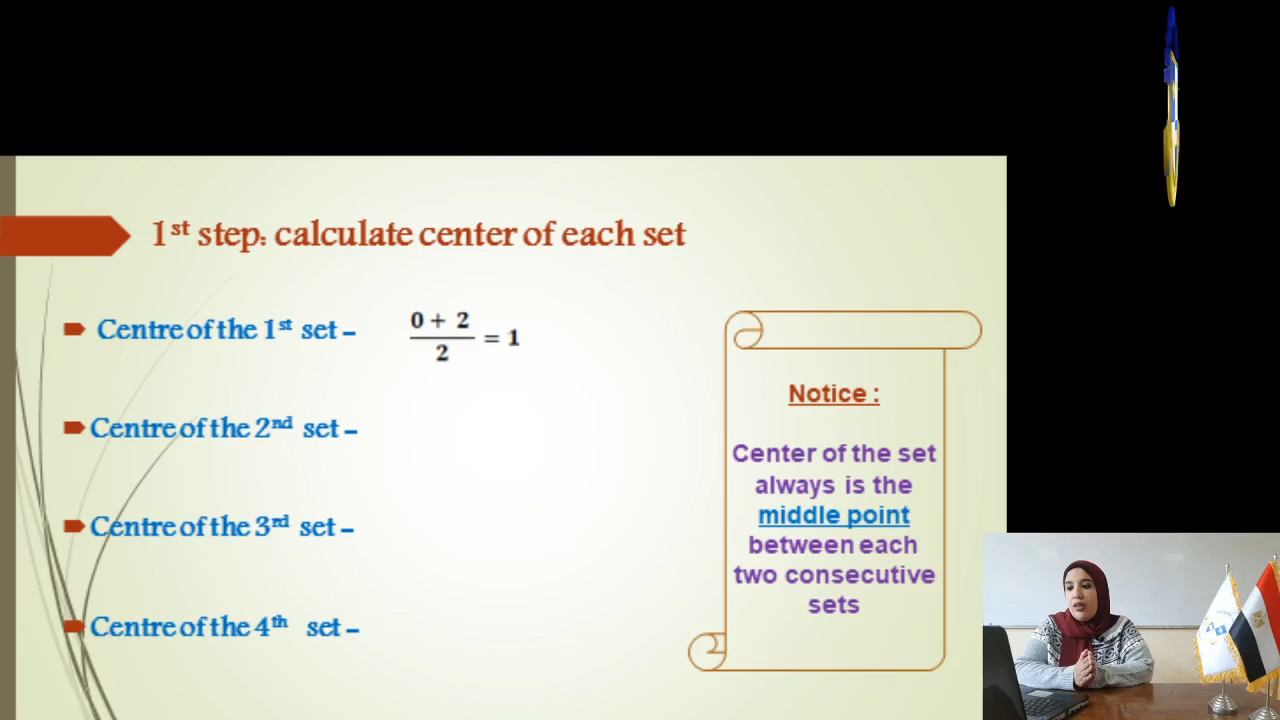 1st step: calculate center of each set
Centre of the 1st set –
0 + 2
2
= 1
Centre of the 2nd set –
Centre of the 3rd set –
Centre of the 4th set –
Notice :
Center of the set
always is the
middle point
between each
two consecutive
sets